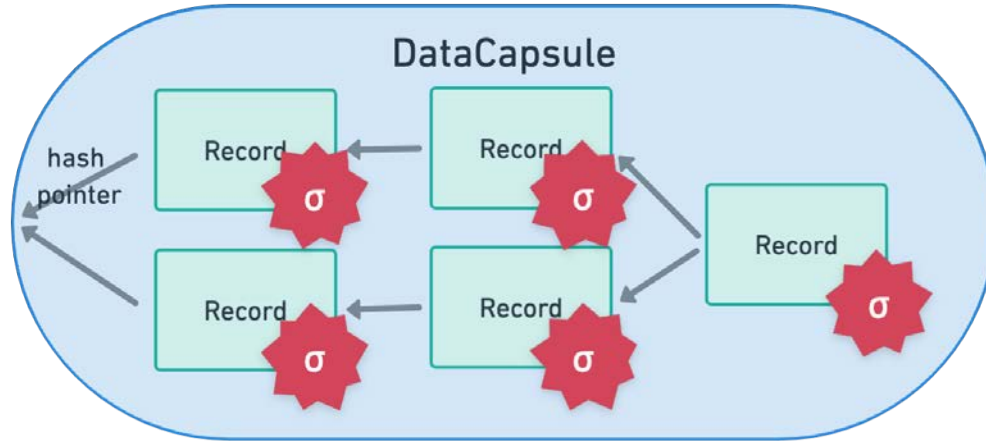 DataCapsule
hash
pointer
Record
σ
Record
σ
Record
σ
Record
σ
Record
σ